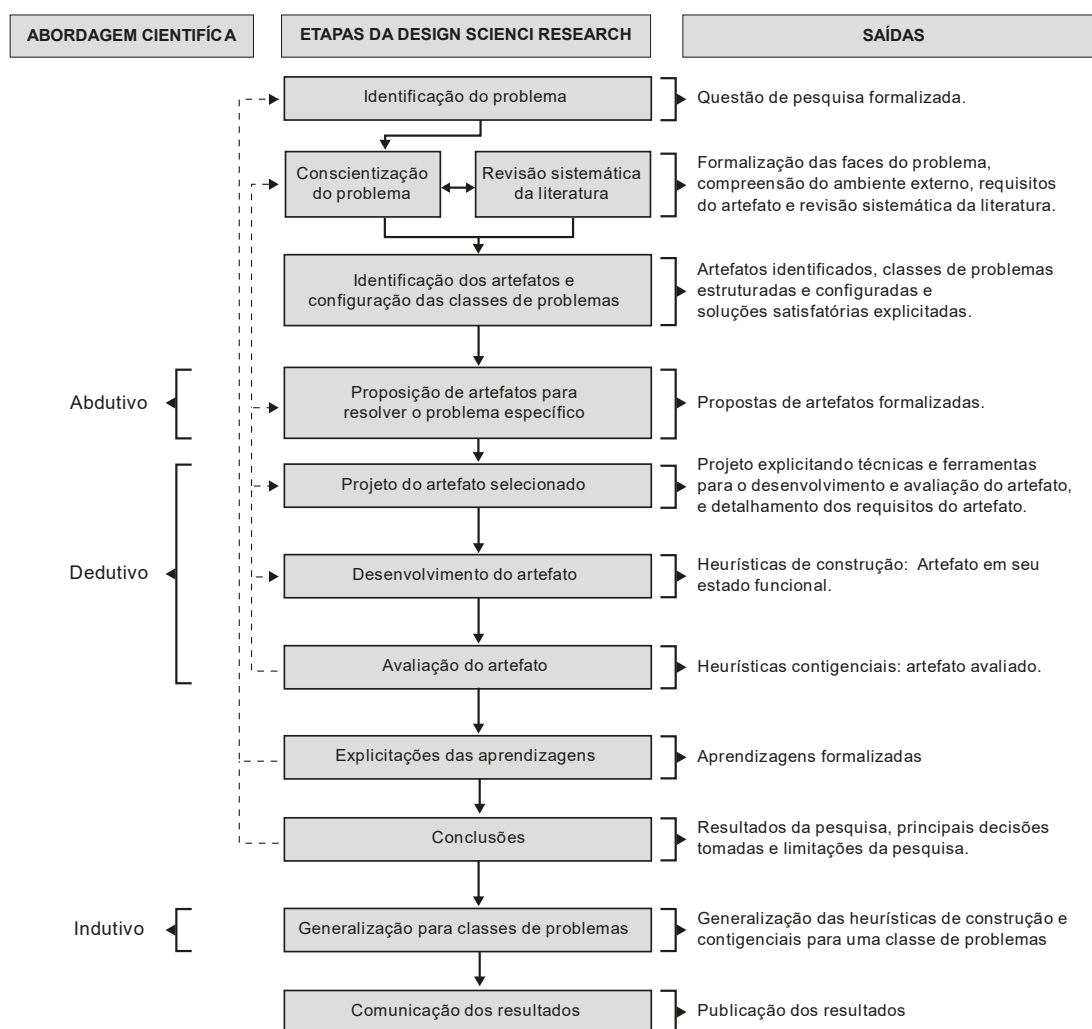 ABORDAGEM CIENTIFÍCA
ETAPAS DA DESIGN SCIENCI RESEARCH
SAÍDAS
Identificação do problema
Questão de pesquisa formalizada.
Conscientização
do problema
Revisão sistemática
da literatura
Formalização das faces do problema,
compreensão do ambiente externo, requisitos
do artefato e revisão sistemática da literatura.
Identificação dos artefatos e
configuração das classes de problemas
Artefatos identificados, classes de problemas
estruturadas e configuradas e
soluções satisfatórias explicitadas.
Abdutivo
Proposição de artefatos para
resolver o problema específico
Propostas de artefatos formalizadas.
Projeto do artefato selecionado
Projeto explicitando técnicas e ferramentas
para o desenvolvimento e avaliação do artefato,
e detalhamento dos requisitos do artefato.
Dedutivo
Desenvolvimento do artefato
Heurísticas de construção: Artefato em seu
estado funcional.
Avaliação do artefato
Heurísticas contigenciais: artefato avaliado.
Explicitações das aprendizagens
Aprendizagens formalizadas
Conclusões
Resultados da pesquisa, principais decisões
tomadas e limitações da pesquisa.
Indutivo
Generalização para classes de problemas
Generalização das heurísticas de construção e
contigenciais para uma classe de problemas
Comunicação dos resultados
Publicação dos resultados